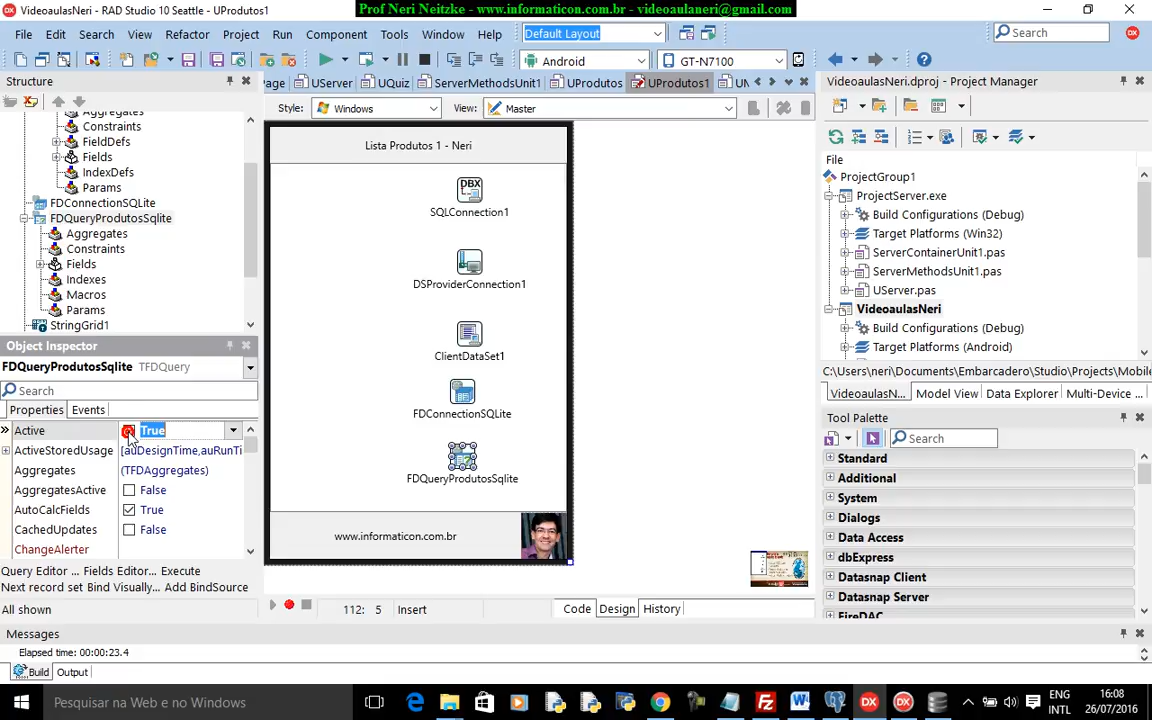 VideoaulasNeri - RAD Studio 10 Seattle - UProdutos1
Prof Neri Neitzke - www.informaticon.com.br - videoaulaneri@gmail.com
File Edit Search View Refactor Project Run Component Tools Window Help
Default Layout
Search
Android
GT-N7100
Structure
Aggregates
Constraints
FieldDefs
Fields
IndexDefs
Params
FDConnectionSQLite
FDQueryProdutosSqlite
Aggregates
Constraints
Fields
Indexes
Macros
Params
StringGrid1
Object Inspector
FDQueryProdutosSqlite TFDQuery
Search
Properties Events
Active True
ActiveStoredUsage [auDesignTime,auRunTi
Aggregates (TFDAggregates)
AggregatesActive False
AutoCalcFields True
CachedUpdates False
ChangeAlerter
Query Editor ... Fields Editor... Execute
Next record set Bind Visually... Add BindSource
All shown
age UServer UQuiz ServerMethodsUnit1 UProdutos UProdutos1
Style: Windows View: Master
Lista Produtos 1 - Neri
DBX
SQLConnection1
DSProviderConnection1
ClientDataSet1
FDConnectionSQLite
FDQueryProdutosSqlite
www.informaticon.com.br
112: 5 Insert
Code Design History
VideoaulasNeri.dproj - Project Manager
File
ProjectGroup1
ProjectServer.exe
Build Configurations (Debug)
Target Platforms (Win32)
ServerContainerUnit1.pas
ServerMethodsUnit1.pas
UServer.pas
VideoaulasNeri
Build Configurations (Debug)
Target Platforms (Android)
C:\Users\neri\Documents\Embarcadero\Studio\Projects\Mobile
VideoaulasN... Model View Data Explorer Multi-Device ...
Tool Palette
Search
Standard
Additional
System
Dialogs
Data Access
dbExpress
Datasnap Client
Datasnap Server
FireDAC
Messages
Elapsed time: 00:00:23.4
Build Output
Pesquisar na Web e no Windows
ENG
INTL
16:08
26/07/2016